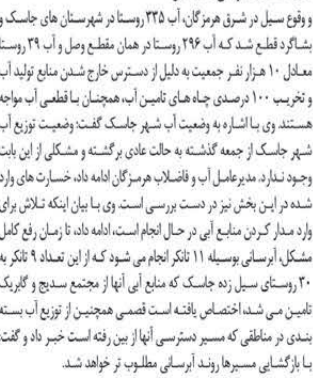 و وقوع سیل در شرق هرمزگان، آب ۳۳۵ روستا در شهرستان های جاسک و
بشاگرد قطع شد که آب ۲۹۶ روستا در همان مقطع وصل و آب ۳۹ روستا
معادل ۱۰ هزار نفر جمعیت به دلیل از دسترس خارج شدن منابع تولید آب
و تخریب ۱۰۰ درصدی چاه های تامین آب، همچنان با قطعی آب مواجه
هستند. وی با اشاره به وضعیت آب شهر جاسک گفت: وضعیت توزیع آب
شهر جاسک از جمعه گذشته به حالت عادی برگشته و مشکلی از این بابت
وجود ندارد. مدیرعامل آب و فاضلاب هرمزگان ادامه داد، خسارت های وارد
شده در این بخش نیز در دست بررسی است. وی با بیان اینکه تلاش برای
وارد مدار کردن منابع آبی در حال انجام است، ادامه داد، تا زمان رفع کامل
مشکل، آبرسانی بوسیله ۱۱ تانکر انجام می شود که از این تعداد ۹ تانکر به
۳۰ روستای سیل زده جاسک که منابع آبی آنها از مجتمع سدیچ و گابریک
تامین می شد، اختصاص یافته است قصمی همچنین از توزیع آب بسته
بندی در مناطقی که مسیر دسترسی آنها از بین رفته است خبر داد و گفت:
با بازگشایی مسیرها روند آبرسانی مطلوب تر خواهد شد.